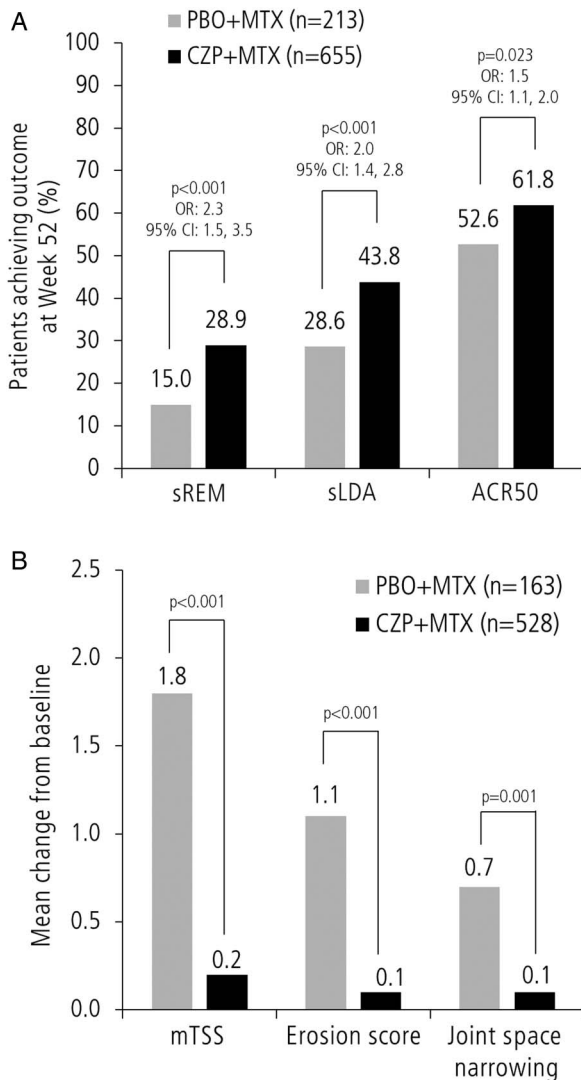 A
PBO+MTX (n=213)
CZP+MTX (n=655)
Patients achieving outcome
at Week 52 (%)
100
90
80
70
60
50
40
30
20
10
0
p<0.001
OR: 2.3
95% CI: 1.5, 3.5
15.0
28.9
p<0.001
OR: 2.0
95% CI: 1.4, 2.8
28.6
43.8
p=0.023
OR: 1.5
95% CI: 1.1, 2.0
52.6
61.8
sREM
sLDA
ACR50
B
PBO+MTX (n=163)
CZP+MTX (n=528)
Mean change from baseline
2.5
2.0
1.5
1.0
0.5
0.0
p<0.001
1.8
0.2
p<0.001
1.1
0.1
p=0.001
0.7
0.1
mTSS
Erosion score
Joint space
narrowing